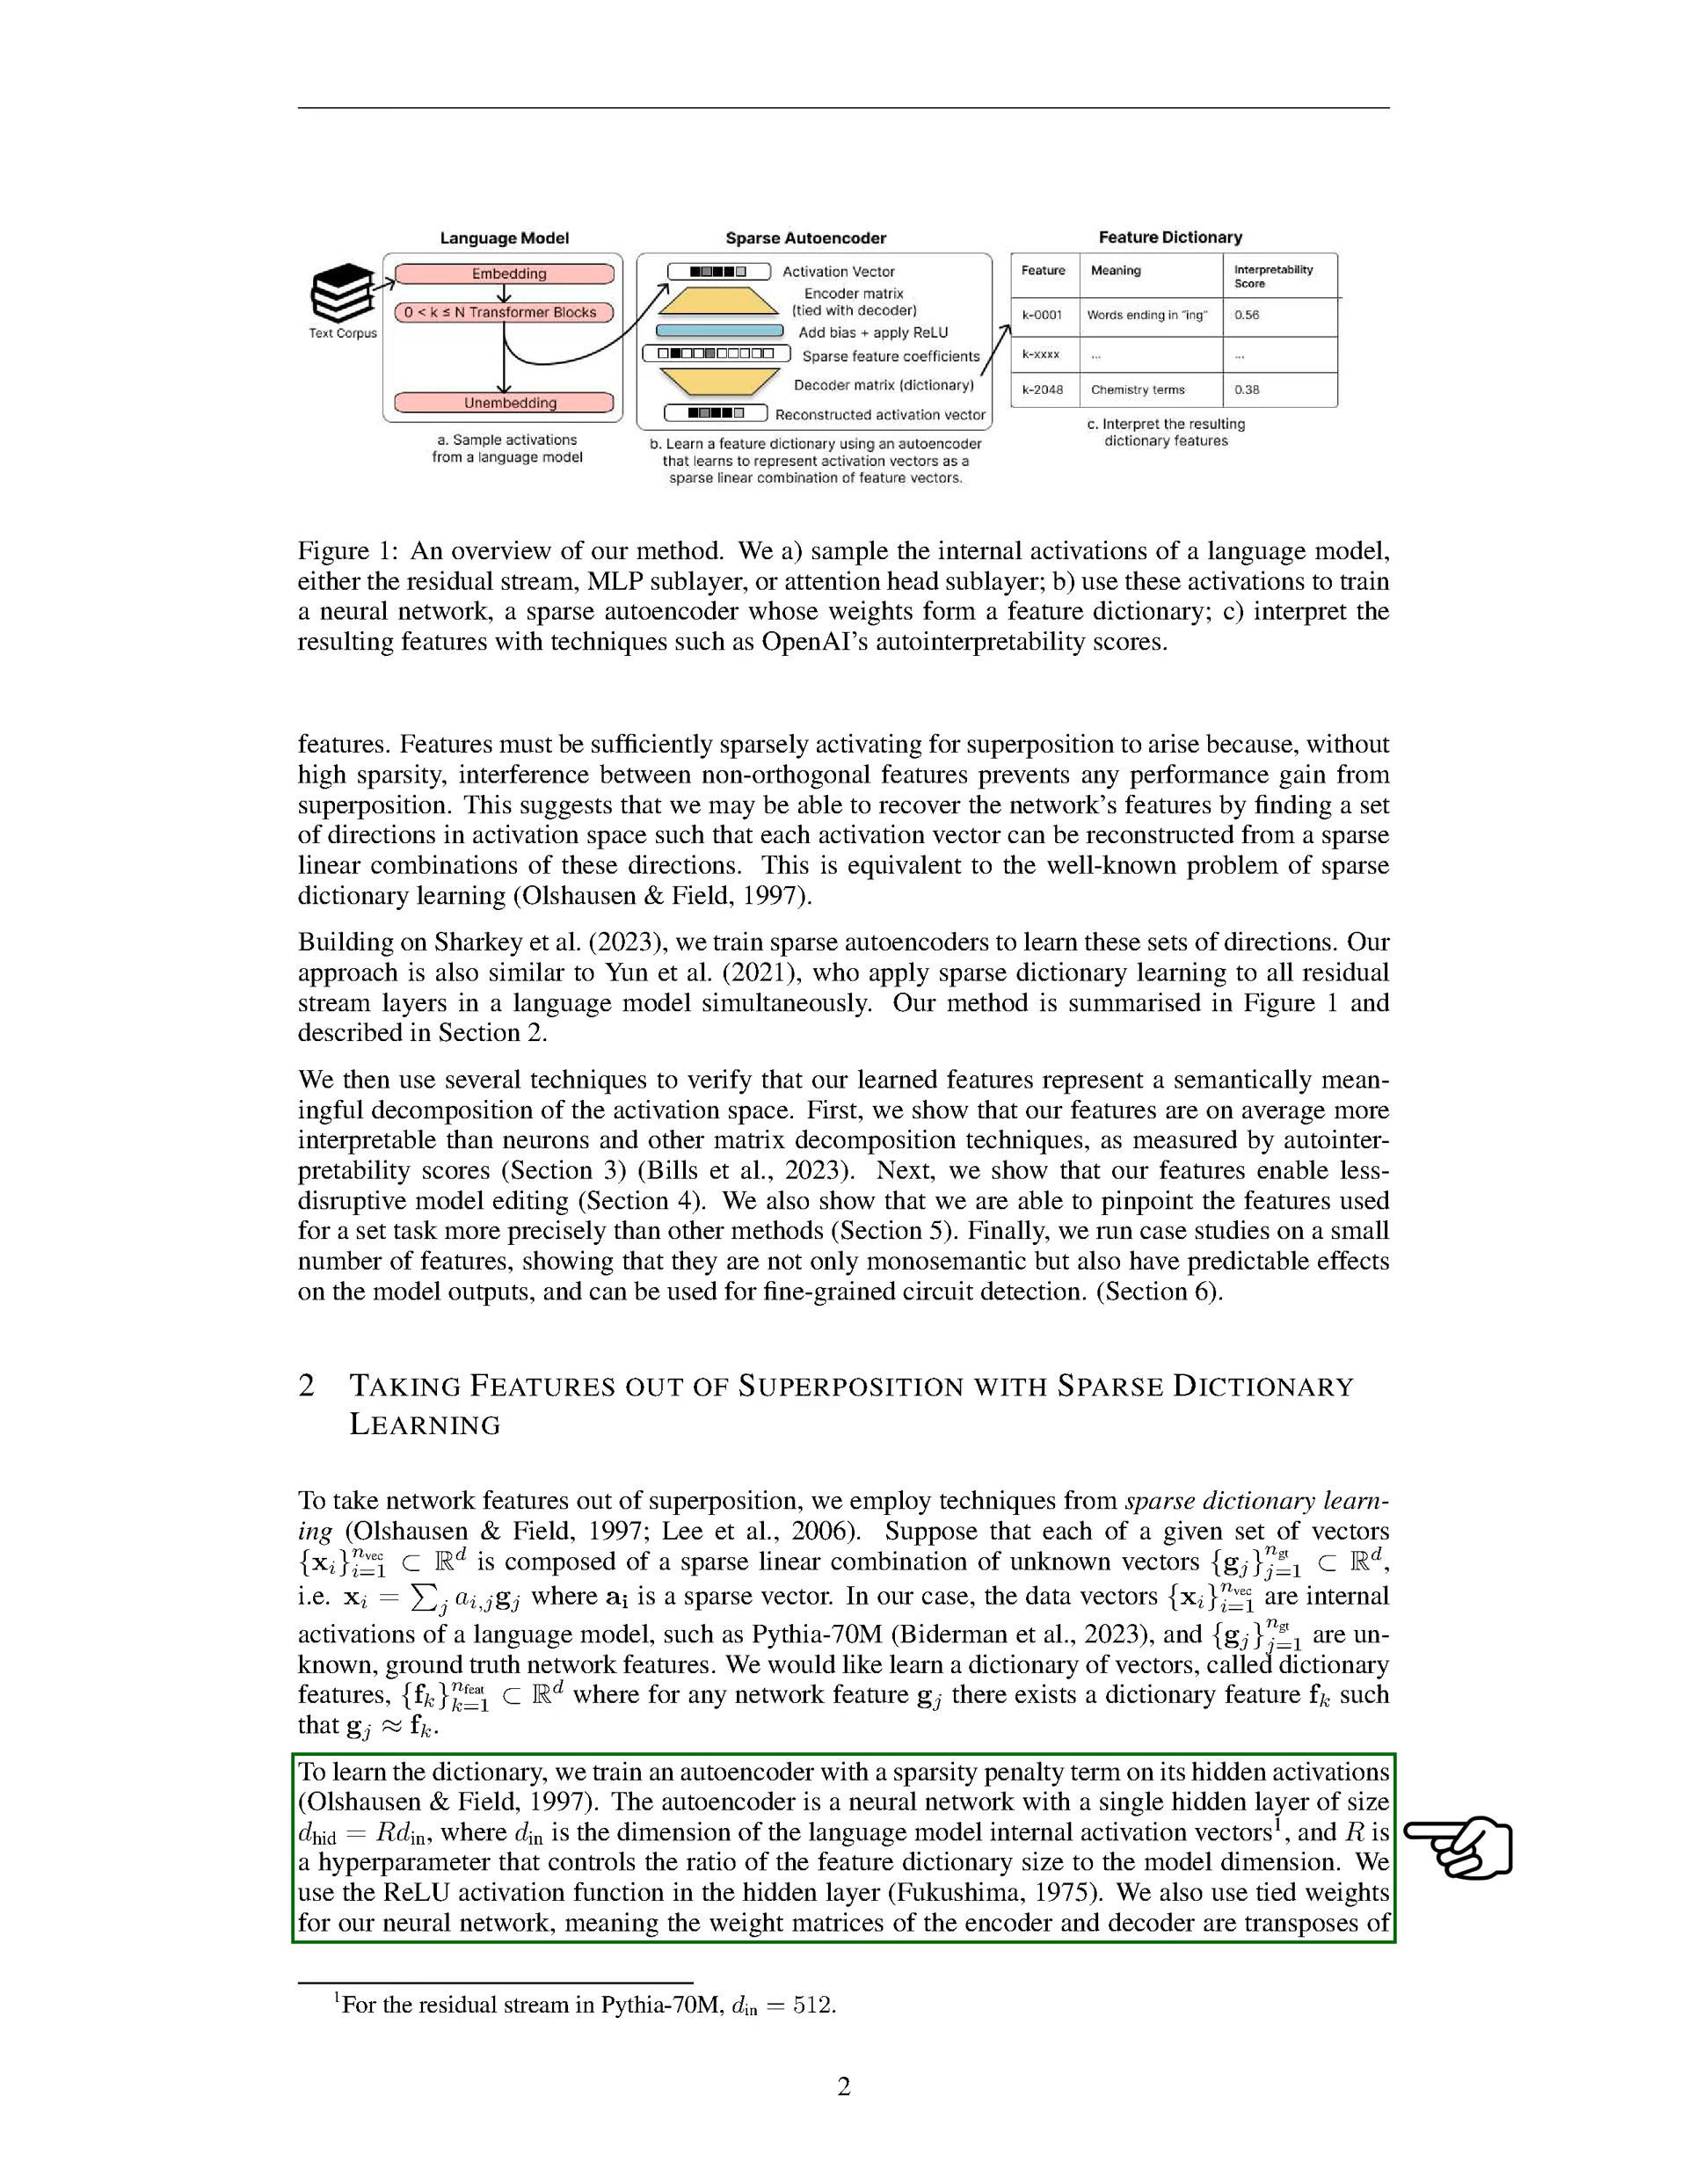 Language Model
Sparse Autoencoder
Feature Dictionary
Text Corpus
Embedding
0 < k ≤ N Transformer Blocks
Unembedding
a. Sample activations
from a language model
Activation Vector
Encoder matrix
(tied with decoder)
Add bias + apply ReLU
Sparse feature coefficients
Decoder matrix (dictionary)
Reconstructed activation vector
b. Learn a feature dictionary using an autoencoder
that learns to represent activation vectors as a
sparse linear combination of feature vectors.
Feature Meaning Interpretability
Score
k-0001 Words ending in "ing" 0.56
k-xxxx ... ...
k-2048 Chemistry terms 0.38
c. Interpret the resulting
dictionary features
Figure 1: An overview of our method. We a) sample the internal activations of a language model,
either the residual stream, MLP sublayer, or attention head sublayer; b) use these activations to train
a neural network, a sparse autoencoder whose weights form a feature dictionary; c) interpret the
resulting features with techniques such as OpenAI's autointerpretability scores.
features. Features must be sufficiently sparsely activating for superposition to arise because, without
high sparsity, interference between non-orthogonal features prevents any performance gain from
superposition. This suggests that we may be able to recover the network's features by finding a set
of directions in activation space such that each activation vector can be reconstructed from a sparse
linear combinations of these directions. This is equivalent to the well-known problem of sparse
dictionary learning (Olshausen & Field, 1997).
Building on Sharkey et al. (2023), we train sparse autoencoders to learn these sets of directions. Our
approach is also similar to Yun et al. (2021), who apply sparse dictionary learning to all residual
stream layers in a language model simultaneously. Our method is summarised in Figure 1 and
described in Section 2.
We then use several techniques to verify that our learned features represent a semantically mean-
ingful decomposition of the activation space. First, we show that our features are on average more
interpretable than neurons and other matrix decomposition techniques, as measured by autointer-
pretability scores (Section 3) (Bills et al., 2023). Next, we show that our features enable less-
disruptive model editing (Section 4). We also show that we are able to pinpoint the features used
for a set task more precisely than other methods (Section 5). Finally, we run case studies on a small
number of features, showing that they are not only monosemantic but also have predictable effects
on the model outputs, and can be used for fine-grained circuit detection. (Section 6).
2 TAKING FEATURES OUT OF SUPERPOSITION WITH SPARSE DICTIONARY
LEARNING
To take network features out of superposition, we employ techniques from sparse dictionary learn-
ing (Olshausen & Field, 1997; Lee et al., 2006). Suppose that each of a given set of vectors
{x_i}_{i=1}^{n_vec} ⊂ ℝ^d is composed of a sparse linear combination of unknown vectors {g_j}_{j=1}^{n_gt} ⊂ ℝ^d,
i.e. x_i = ∑_j a_{i,j}g_j where a_i is a sparse vector. In our case, the data vectors {x_i}_{i=1}^{n_vec} are internal
activations of a language model, such as Pythia-70M (Biderman et al., 2023), and {g_j}_{j=1}^{n_gt} are un-
known, ground truth network features. We would like learn a dictionary of vectors, called dictionary
features, {f_k}_{k=1}^{n_feat} ⊂ ℝ^d where for any network feature g_j there exists a dictionary feature f_k such
that g_j ≈ f_k.
To learn the dictionary, we train an autoencoder with a sparsity penalty term on its hidden activations
(Olshausen & Field, 1997). The autoencoder is a neural network with a single hidden layer of size
d_hid = Rd_in, where d_in is the dimension of the language model internal activation vectors¹, and R is
a hyperparameter that controls the ratio of the feature dictionary size to the model dimension. We
use the ReLU activation function in the hidden layer (Fukushima, 1975). We also use tied weights
for our neural network, meaning the weight matrices of the encoder and decoder are transposes of
¹For the residual stream in Pythia-70M, d_in = 512.
2